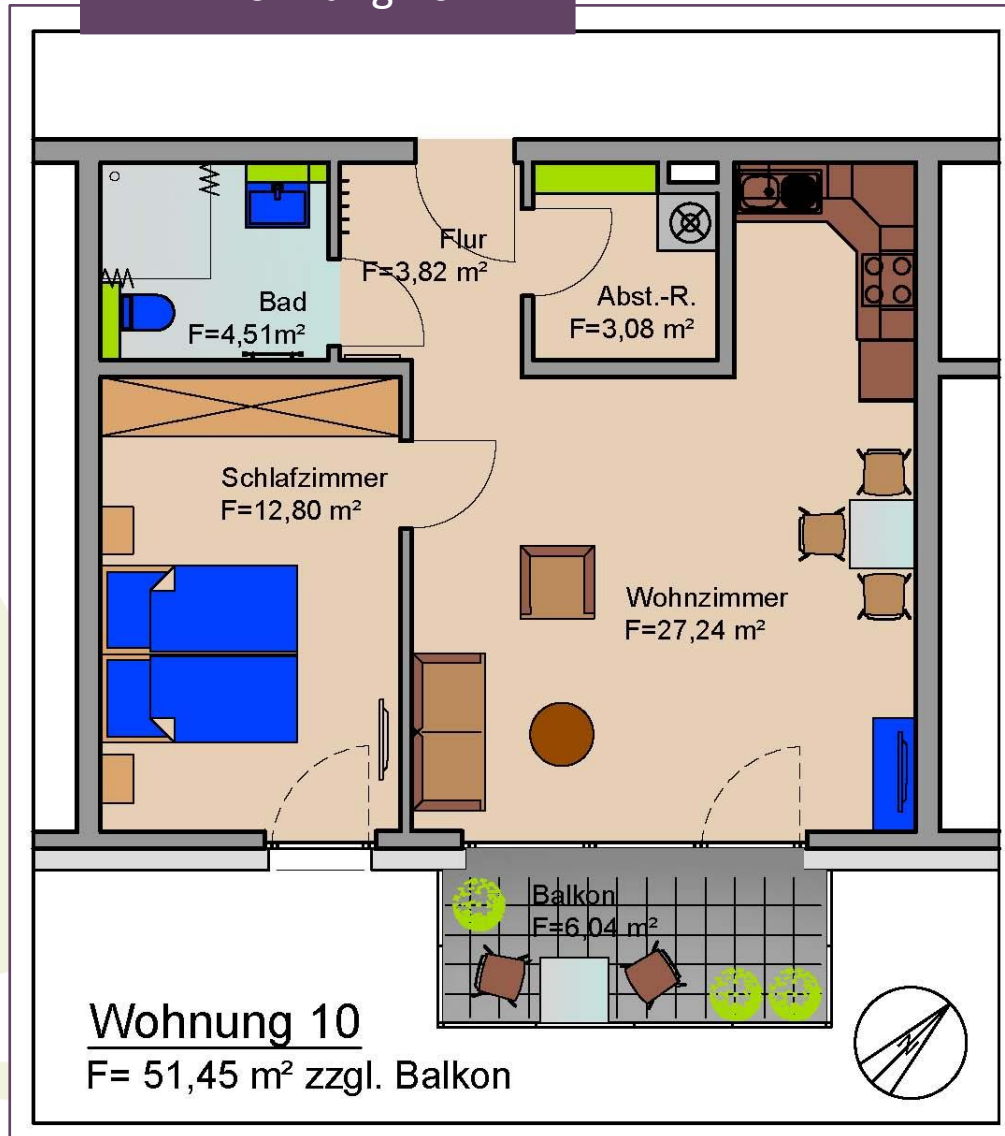 Flur
F=3,82 m²
Bad
F=4,51m²
Abst.-R.
F=3,08 m²
Schlafzimmer
F=12,80 m²
Wohnzimmer
F=27,24 m²
Balkon
F=6,04 m²
Wohnung 10
F= 51,45 m² zzgl. Balkon
N